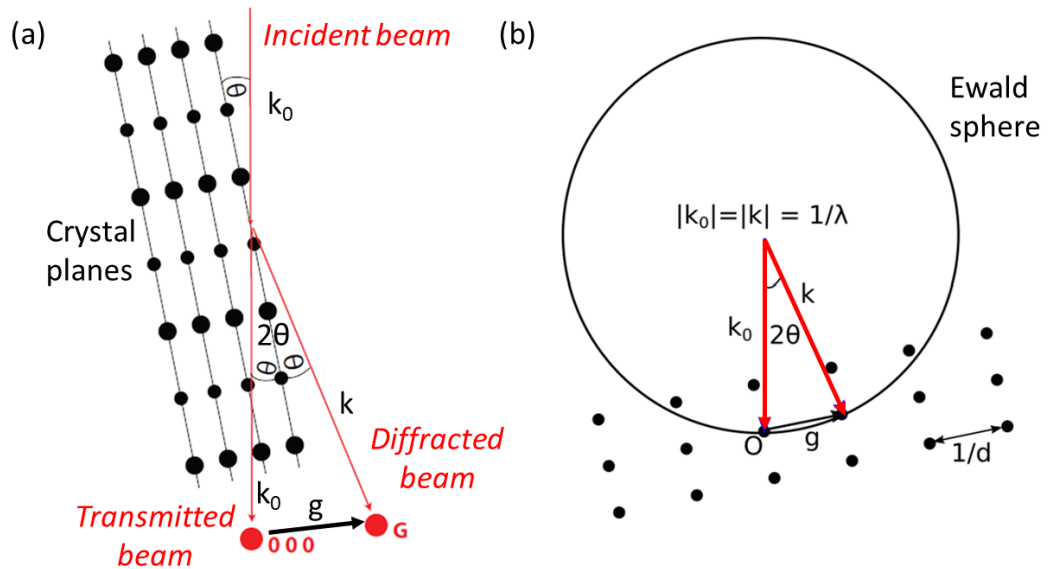 (a)
Incident beam
θ
k₀
Crystal
planes
2θ
θ
θ
k
Diffracted
beam
k₀
g
Transmitted
beam
0 0 0
G
(b)
Ewald
sphere
|k₀|=|k| = 1/λ
k
k₀
2θ
O
g
1/d